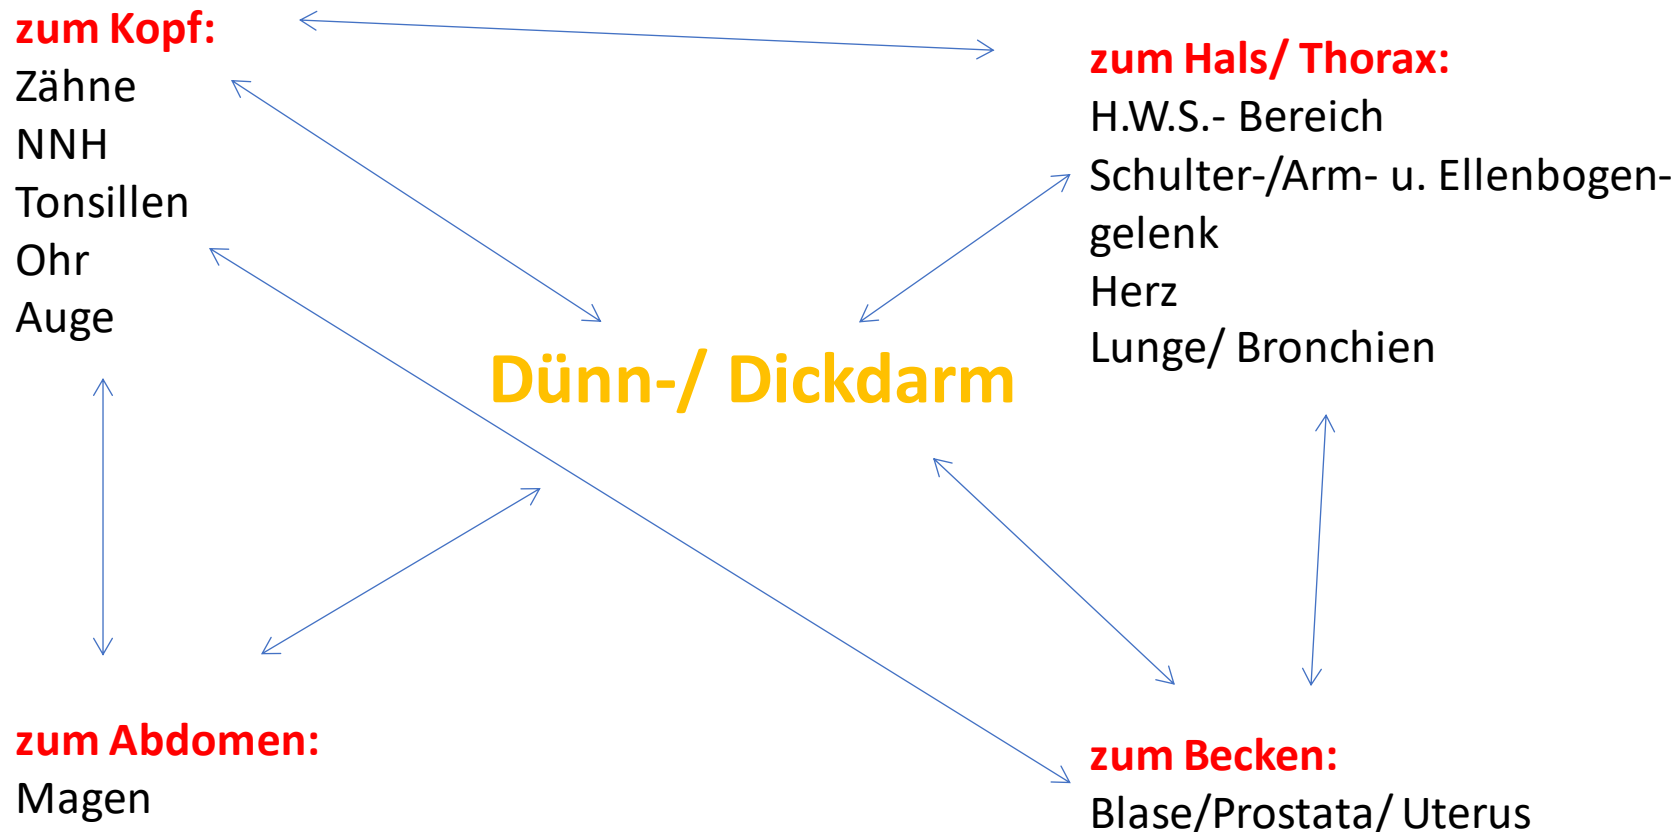 zum Kopf:
Zähne
NNH
Tonsillen
Ohr
Auge
zum Hals/ Thorax:
H.W.S.- Bereich
Schulter-/Arm- u. Ellenbogen-
gelenk
Herz
Lunge/ Bronchien
Dünn-/ Dickdarm
zum Abdomen:
Magen
zum Becken:
Blase/Prostata/ Uterus